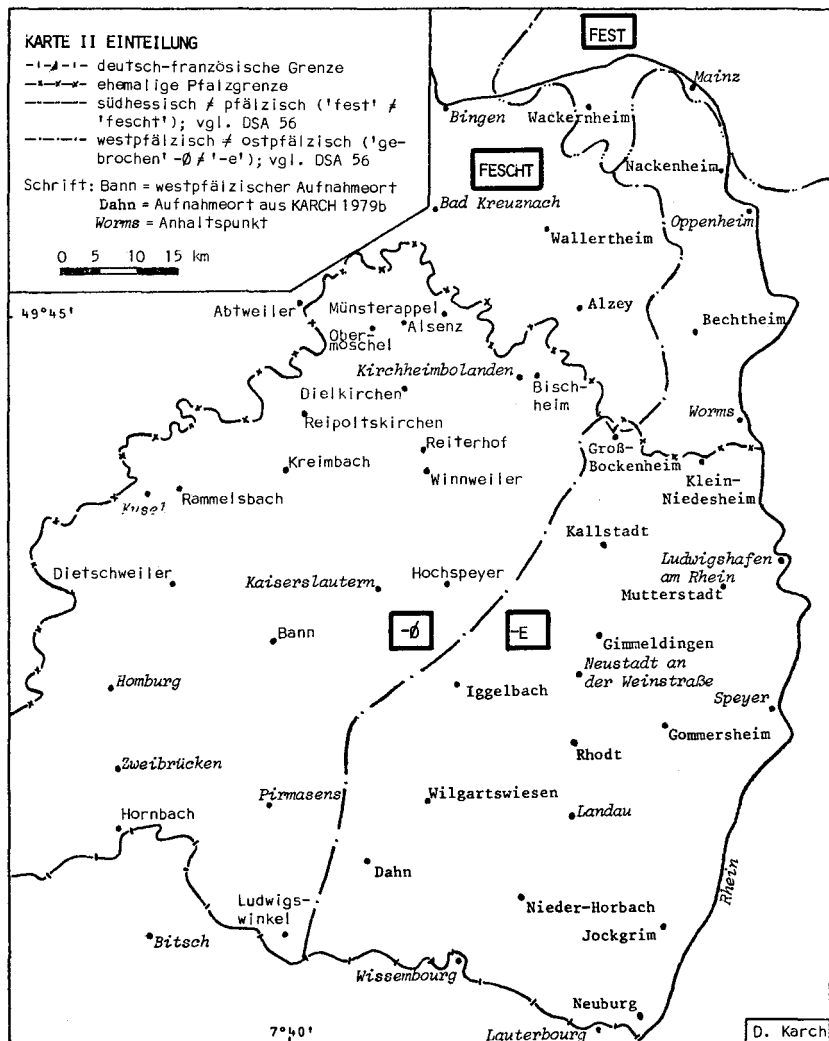 KARTE II EINTEILUNG
deutsch-französische Grenze
ehemalige Pfalzgrenze
südhessisch ≠ pfälzisch ('fest' ≠
'fescht'); vgl. DSA 56
westpfälzisch ≠ ostpfälzisch ('ge-
brochen' -Ø ≠ '-e'); vgl. DSA 56
Schrift: Bann = westpfälzischer Aufnahmeort
Dahn = Aufnahmeort aus KARCH 1979b
Worms = Anhaltspunkt
0 5 10 15 km
FEST
Mainz
Bingen
Wackernheim
FESCHT
Nackenheim
Bad Kreuznach
Oppenheim
Wallertheim
49°45'
Abtweiler
Münsterappel
Alzey
Ober-
moschel
Alsenz
Bechtheim
Kirchheimbolanden
Bisch-
heim
Dielkirchen
Reipoltskirchen
Worms
Reiterhof
Groß-
Bockenheim
Kreimbach
Winnweiler
Klein-
Niedesheim
Kusel
Rammelsbach
Kallstadt
Dietschweiler
Kaiserslautern
Hochspeyer
Ludwigshafen
am Rhein
Mutterstadt
-Ø
-E
Bann
Gimmeldingen
Homburg
Iggelbach
Neustadt an
der Weinstraße
Speyer
Gommersheim
Rhodt
Zweibrücken
Pirmasens
Wilgartswiesen
Landau
Hornbach
Dahn
Rhein
Ludwigs-
winkel
Nieder-Horbach
Bitsch
Jockgrim
Wissembourg
Neuburg
7°40'
Lauterbourg
D. Karch